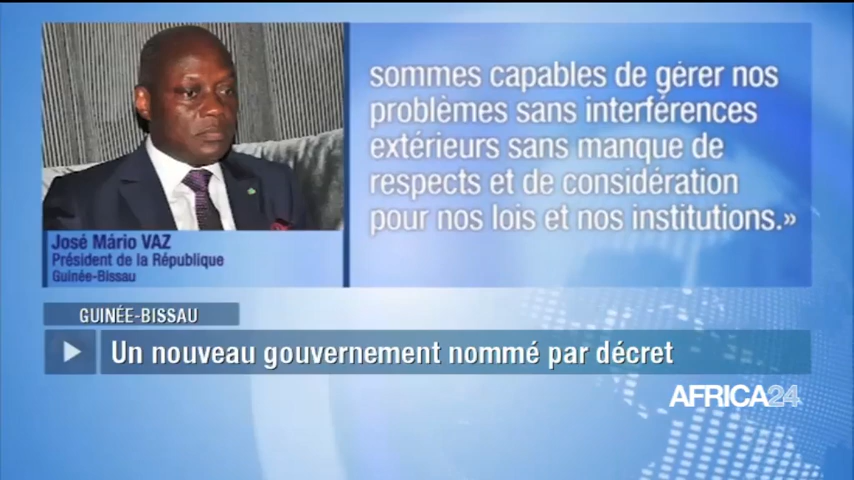 sommes capables de gérer nos
problèmes sans interférences
extérieurs sans manque de
respects et de considération
pour nos lois et nos institutions.»
José Mário VAZ
Président de la République
Guinée-Bissau
GUINÉE-BISSAU
Un nouveau gouvernement nommé par décret
AFRICA24